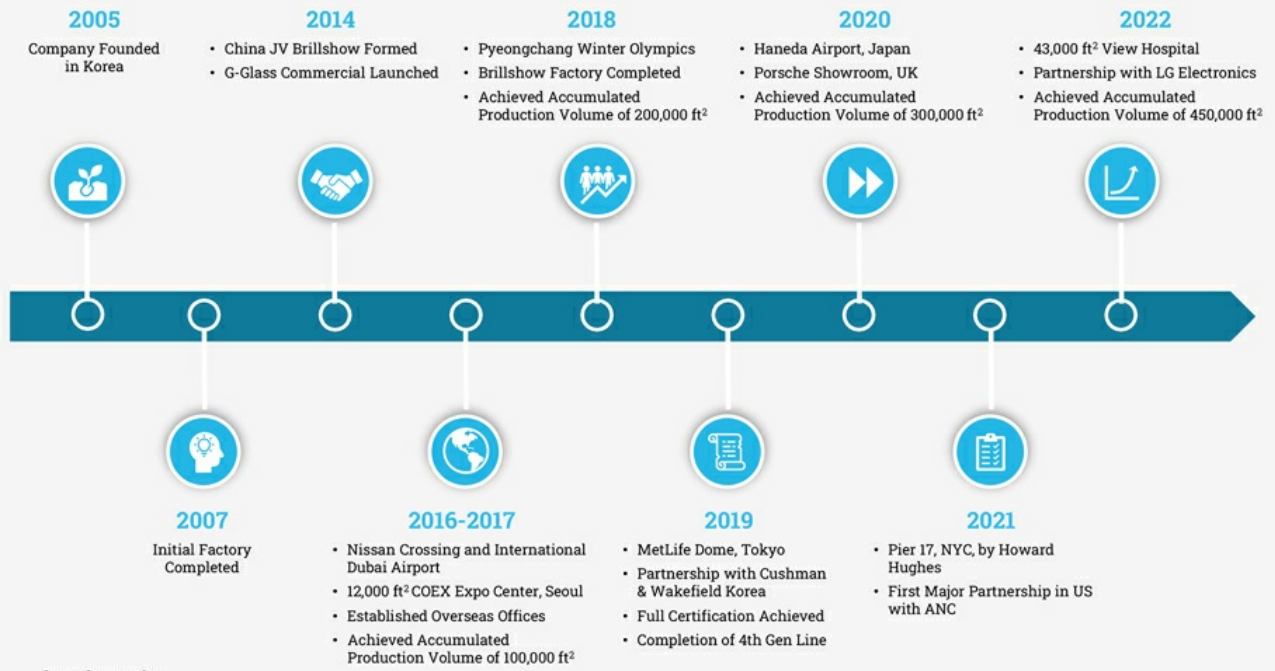 2005
Company Founded
in Korea
2014
• China JV Brillshow Formed
• G-Glass Commercial Launched
2018
• Pyeongchang Winter Olympics
• Brillshow Factory Completed
• Achieved Accumulated
Production Volume of 200,000 ft²
2020
• Haneda Airport, Japan
• Porsche Showroom, UK
• Achieved Accumulated
Production Volume of 300,000 ft²
2022
• 43,000 ft² View Hospital
• Partnership with LG Electronics
• Achieved Accumulated
Production Volume of 450,000 ft²
2007
Initial Factory
Completed
2016-2017
• Nissan Crossing and International
Dubai Airport
• 12,000 ft² COEX Expo Center, Seoul
• Established Overseas Offices
• Achieved Accumulated
Production Volume of 100,000 ft²
2019
• MetLife Dome, Tokyo
• Partnership with Cushman
& Wakefield Korea
• Full Certification Achieved
• Completion of 4th Gen Line
2021
• Pier 17, NYC, by Howard
Hughes
• First Major Partnership in US
with ANC